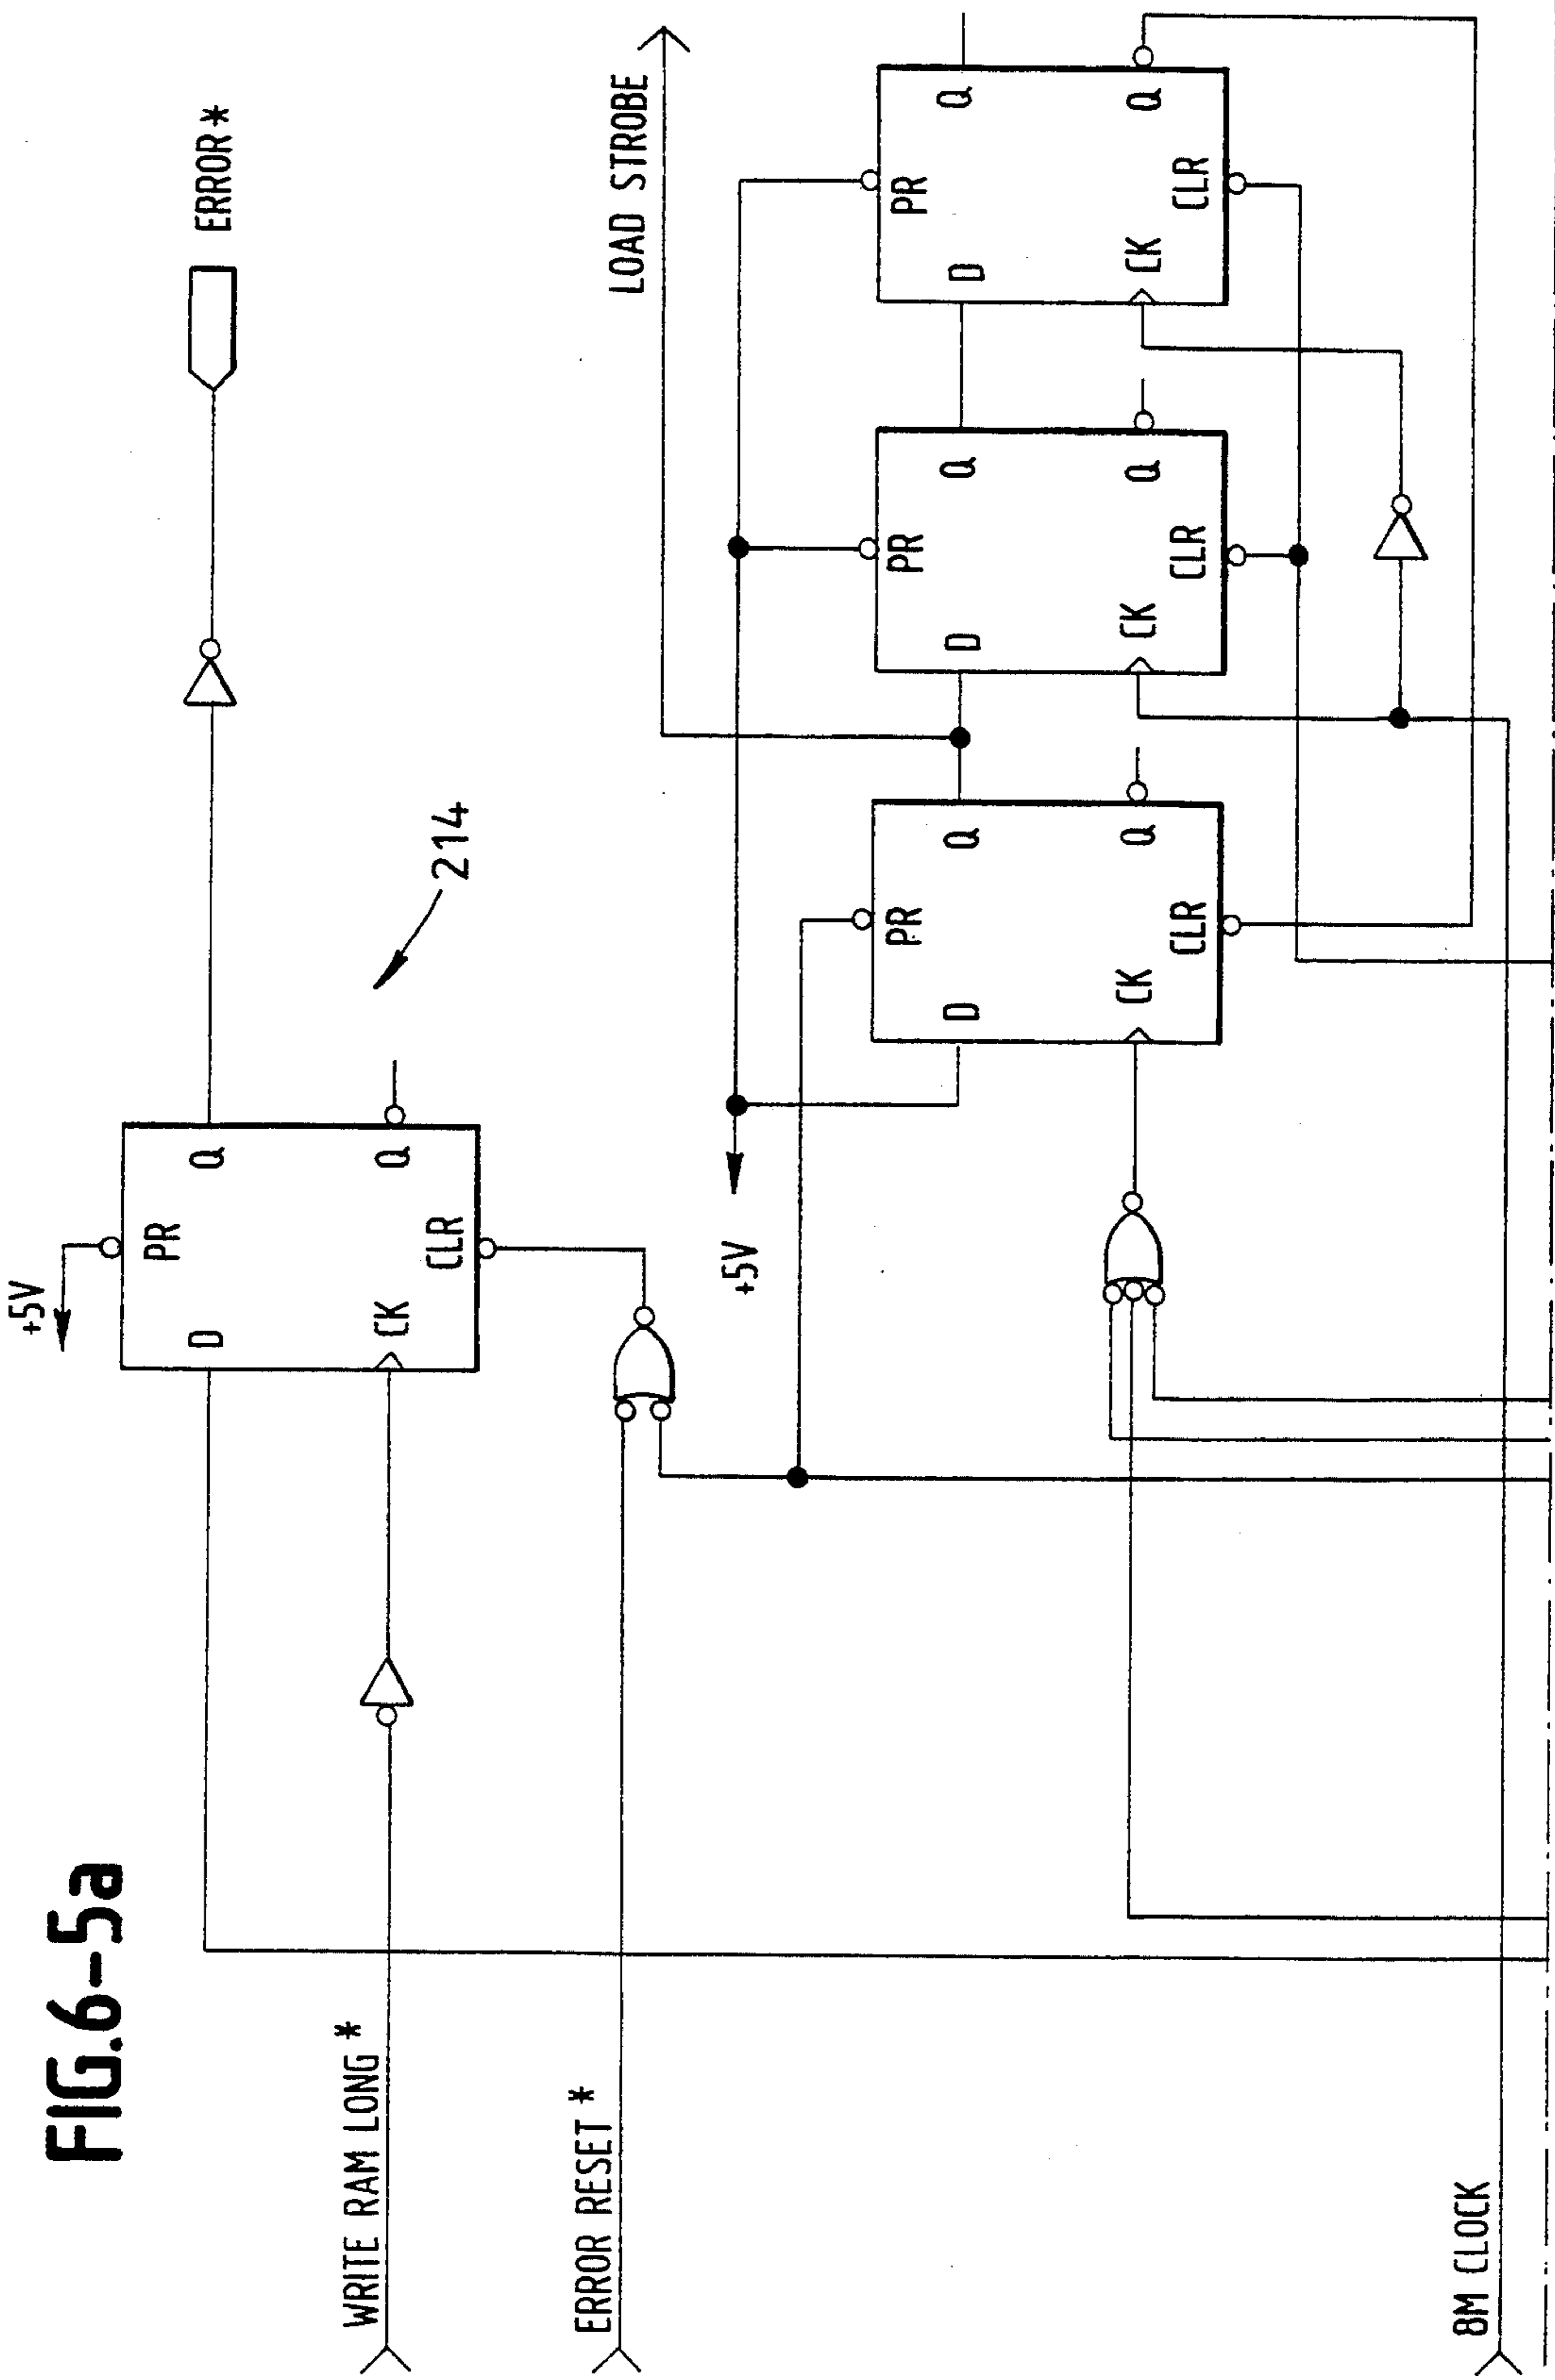 FIG.6-5a
+5V
PR
D
Q
CK
Q
CLR
ERROR*
214
WRITE RAM LONG*
ERROR RESET*
LOAD STROBE
+5V
PR
D
Q
CK
Q
CLR
PR
D
Q
CK
Q
CLR
PR
D
Q
CK
Q
CLR
8M CLOCK